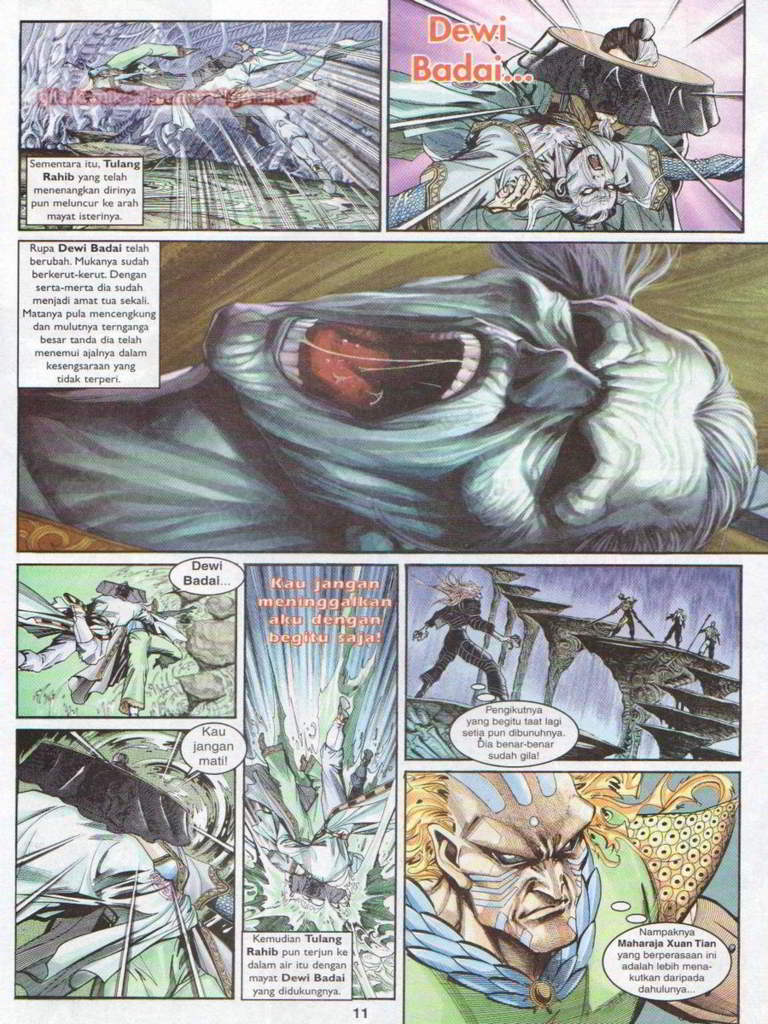 Sementara itu, Tulang
Rahib yang telah
menenangkan dirinya
pun meluncur ke arah
mayat isterinya.
Dewi
Badai...
Rupa Dewi Badai telah
berubah. Mukanya sudah
berkerut-kerut. Dengan
serta-merta dia sudah
menjadi amat tua sekali.
Matanya pula mencengkung
dan mulutnya ternganga
besar tanda dia telah
menemui ajalnya dalam
kesengsaraan yang
tidak terperi.
Dewi
Badai...
Kau
jangan
mati!
Kau jangan
meninggalkan
aku dengan
begitu saja!
Kemudian Tulang
Rahib pun terjun ke
dalam air itu dengan
mayat Dewi Badai
yang didukungnya.
Pengikutnya
yang begitu taat lagi
setia pun dibunuhnya.
Dia benar-benar
sudah gila!
Nampaknya
Maharaja Xuan Tian
yang berperasaan ini
adalah lebih mena-
kutkan daripada
dahulunya...
11